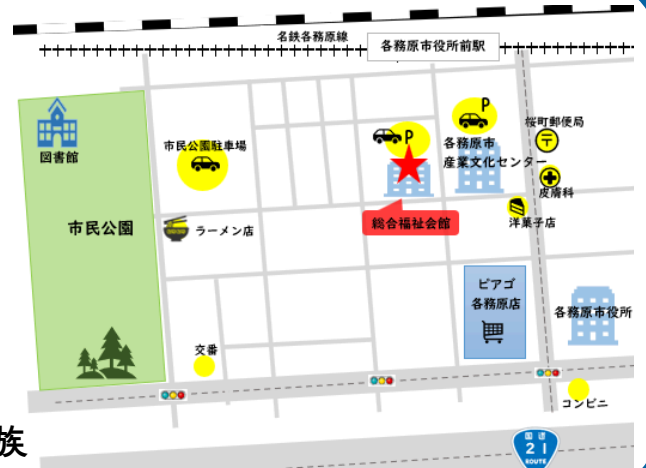 名鉄各務原線
各務原市役所前駅
図書館
市民公園駐車場
P
P
各務原市
産業文化センター
桜町郵便局
〒
皮膚科
市民公園
ラーメン店
総合福祉会館
洋菓子店
ピアゴ
各務原店
各務原市役所
交番
コンビニ
族
国道
21
ROUTE